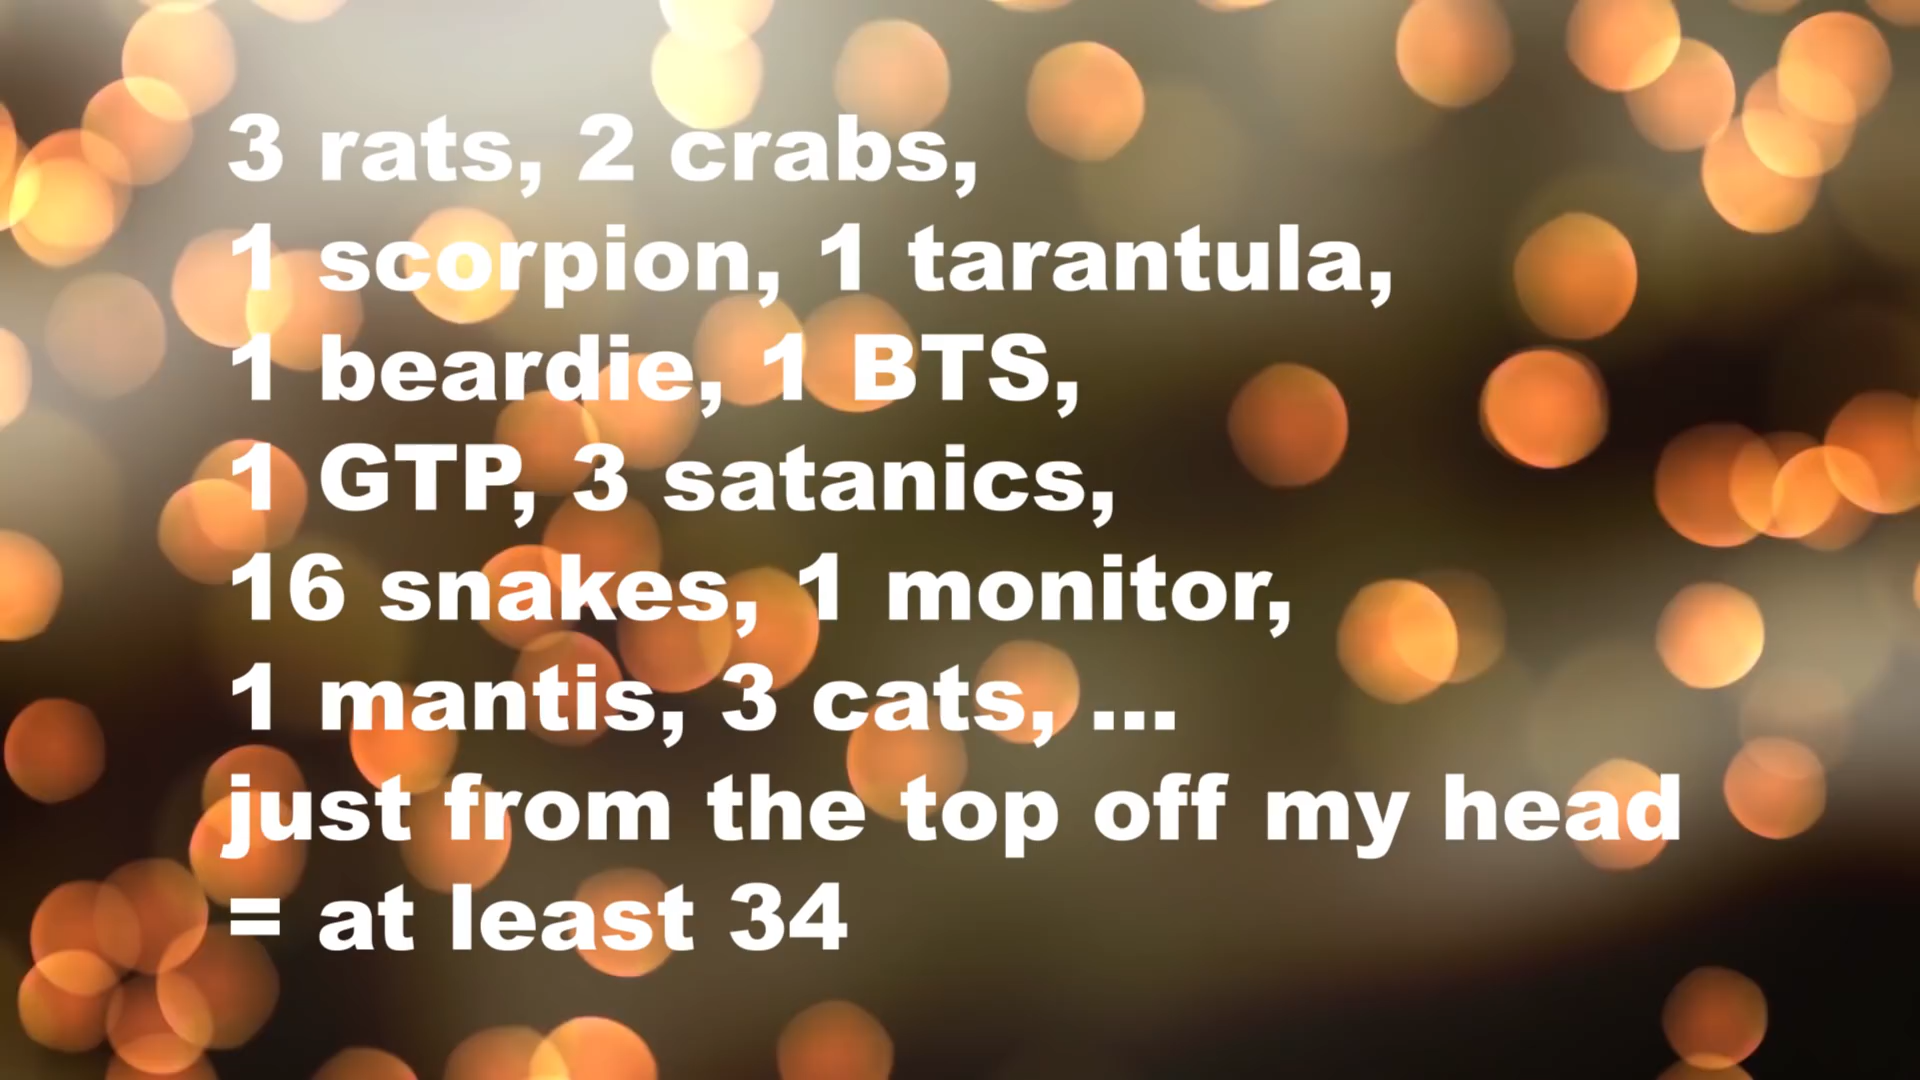 3 rats, 2 crabs,
1 scorpion, 1 tarantula,
1 beardie, 1 BTS,
1 GTP, 3 satanics,
16 snakes, 1 monitor,
1 mantis, 3 cats, ...
just from the top off my head
= at least 34